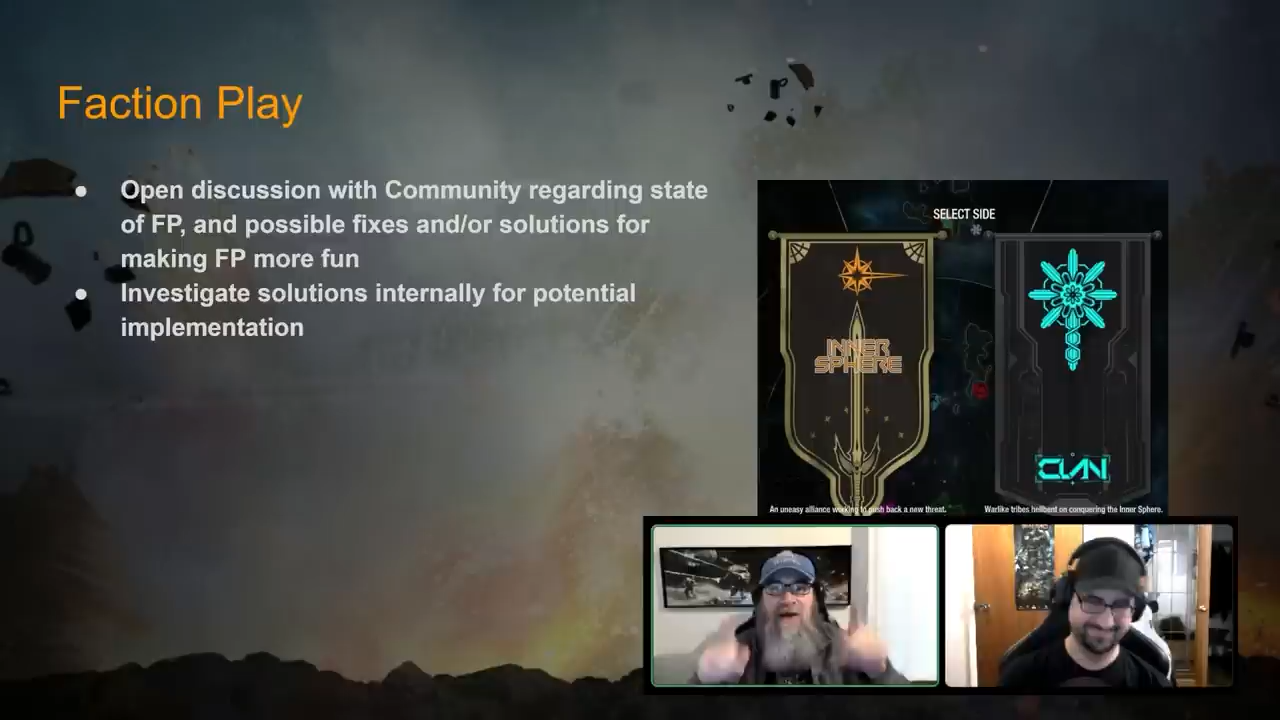 Faction Play
Open discussion with Community regarding state
of FP, and possible fixes and/or solutions for
making FP more fun
Investigate solutions internally for potential
implementation
SELECT SIDE
INNER
SPHERE
CLAN
An uneasy alliance working to push back a new threat.
Warlike tribes hellbent on conquering the Inner Sphere.